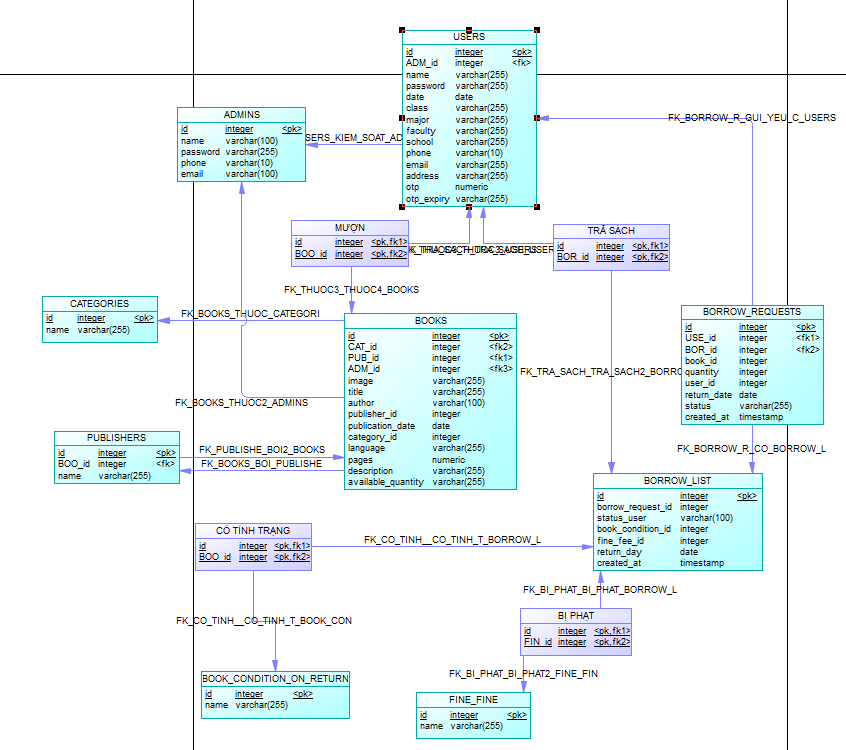 USERS
id integer <pk>
ADM_id integer <fk>
name varchar(255)
password varchar(255)
date date
class varchar(255)
major varchar(255)
faculty varchar(255)
school varchar(255)
phone varchar(10)
email varchar(255)
address varchar(255)
otp numeric
otp_expiry varchar(255)
FK_BORROW_R_GUI_YEU_C_USERS
ADMINS
id integer <pk>
name varchar(100)
password varchar(255)
phone varchar(10)
email varchar(100)
SERS_KIEM_SOAT_AD
MƯỢN
id integer <pk,fk1>
BOO_id integer <pk,fk2>
TRẢ SÁCH
id integer <pk,fk1>
BOR_id integer <pk,fk2>
FK_THUOC3_THUOC4_BOOKS
CATEGORIES
id integer <pk>
name varchar(255)
FK_BOOKS_THUOC_CATEGORI
BOOKS
id integer <pk>
CAT_id integer <fk2>
PUB_id integer <fk1>
ADM_id integer <fk3>
image varchar(255)
title varchar(255)
author varchar(100)
publisher_id integer
publication_date date
category_id integer
language varchar(255)
pages numeric
description varchar(255)
available_quantity varchar(255)
BORROW_REQUESTS
id integer <pk>
USE_id integer <fk1>
BOR_id integer <fk2>
book_id integer
quantity integer
user_id integer
return_date date
status varchar(255)
created_at timestamp
FK_TRA_SACH_TRA_SACH2_BORRO
FK_BOOKS_THUOC2_ADMINS
PUBLISHERS
id integer <pk>
BOO_id integer <fk>
name varchar(255)
FK_PUBLISHE_BOI2_BOOKS
FK_BOOKS_BOI_PUBLISHE
FK_BORROW_R_CO_BORROW_L
BORROW_LIST
id integer <pk>
borrow_request_id integer
status_user varchar(100)
book_condition_id integer
fine_fee_id integer
return_day date
created_at timestamp
CÓ TÌNH TRẠNG
id integer <pk,fk1>
BOO_id integer <pk,fk2>
FK_CO_TINH__CO_TINH_T_BORROW_L
FK_BI_PHAT_BI_PHAT_BORROW_L
BỊ PHẠT
id integer <pk,fk1>
FIN_id integer <pk,fk2>
FK_CO_TINH__CO_TINH_T_BOOK_CON
FK_BI_PHAT_BI_PHAT2_FINE_FIN
BOOK_CONDITION_ON_RETURN
id integer <pk>
name varchar(255)
FINE_FINE
id integer <pk>
name varchar(255)